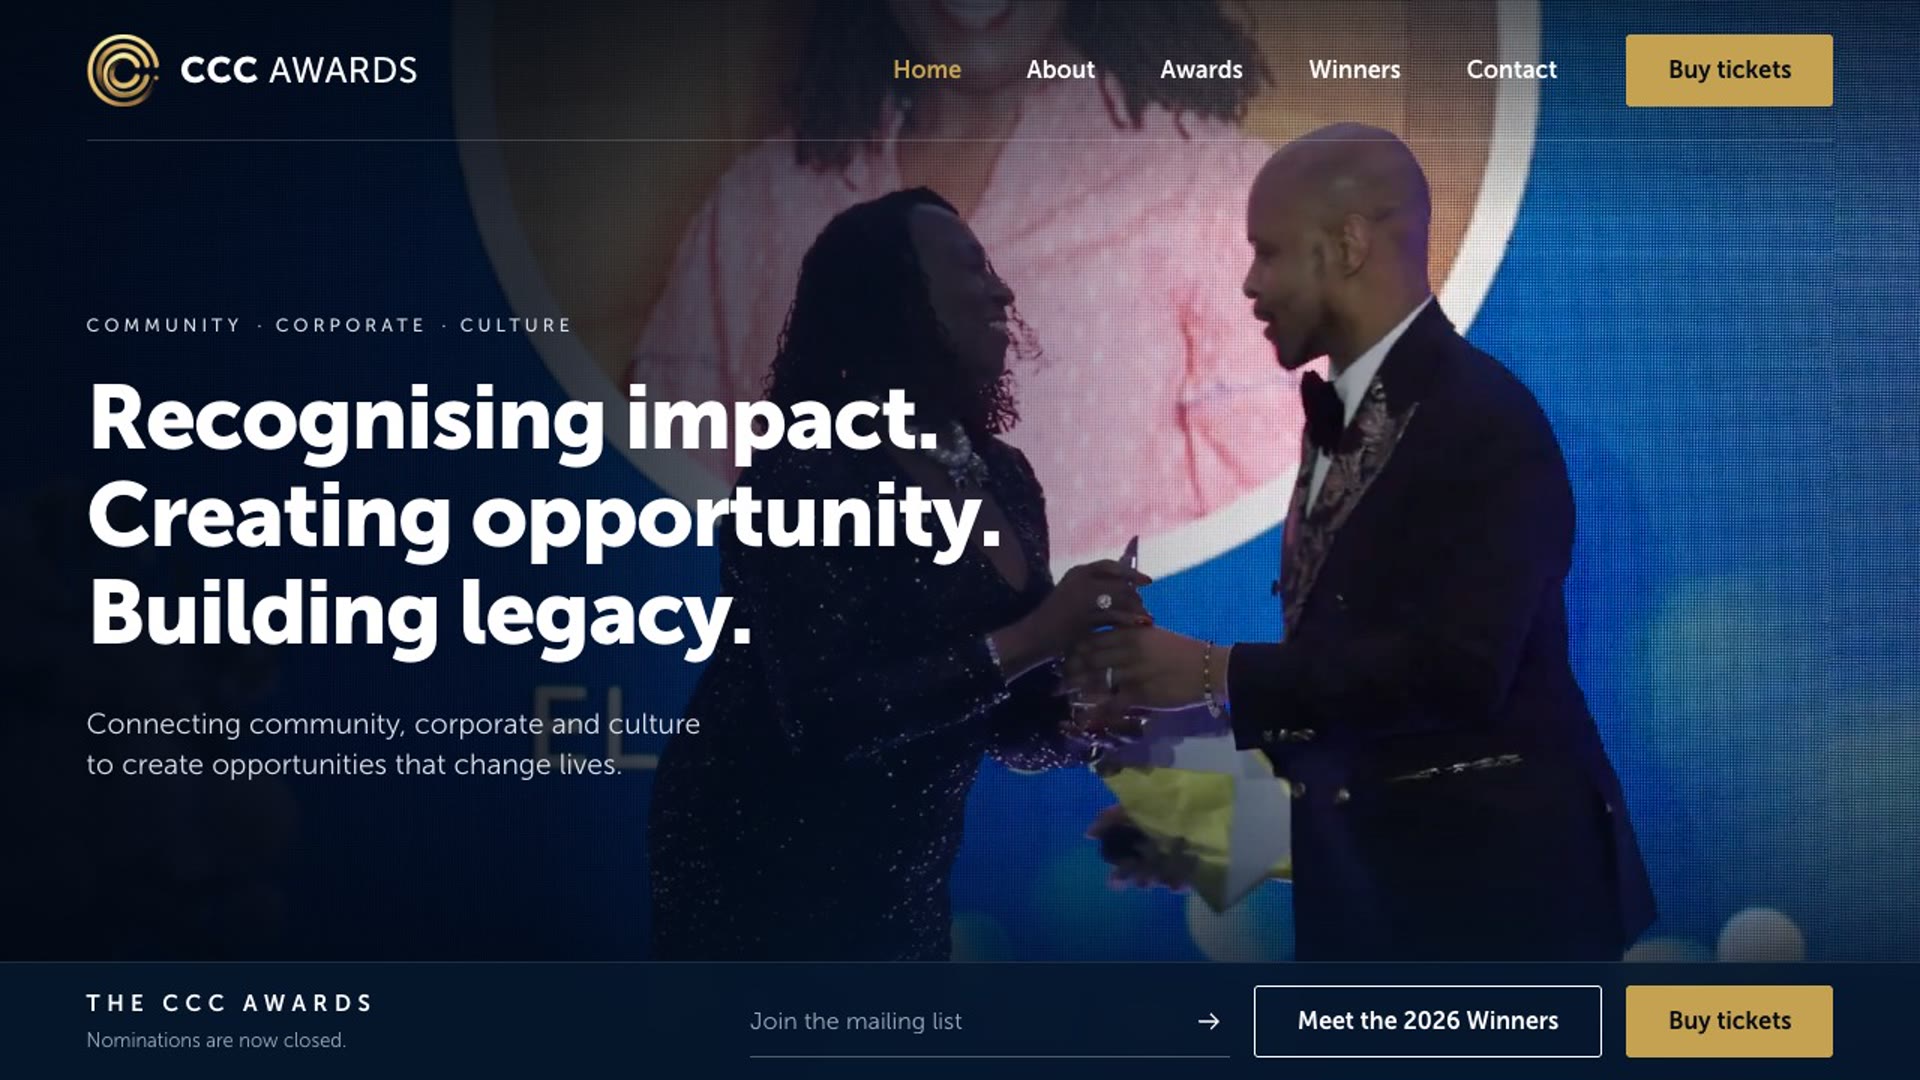 CCC AWARDS
Home
About
Awards
Winners
Contact
Buy tickets
COMMUNITY · CORPORATE · CULTURE
Recognising impact.
Creating opportunity.
Building legacy.
Connecting community, corporate and culture
to create opportunities that change lives.
EL
THE CCC AWARDS
Nominations are now closed.
Join the mailing list
Meet the 2026 Winners
Buy tickets